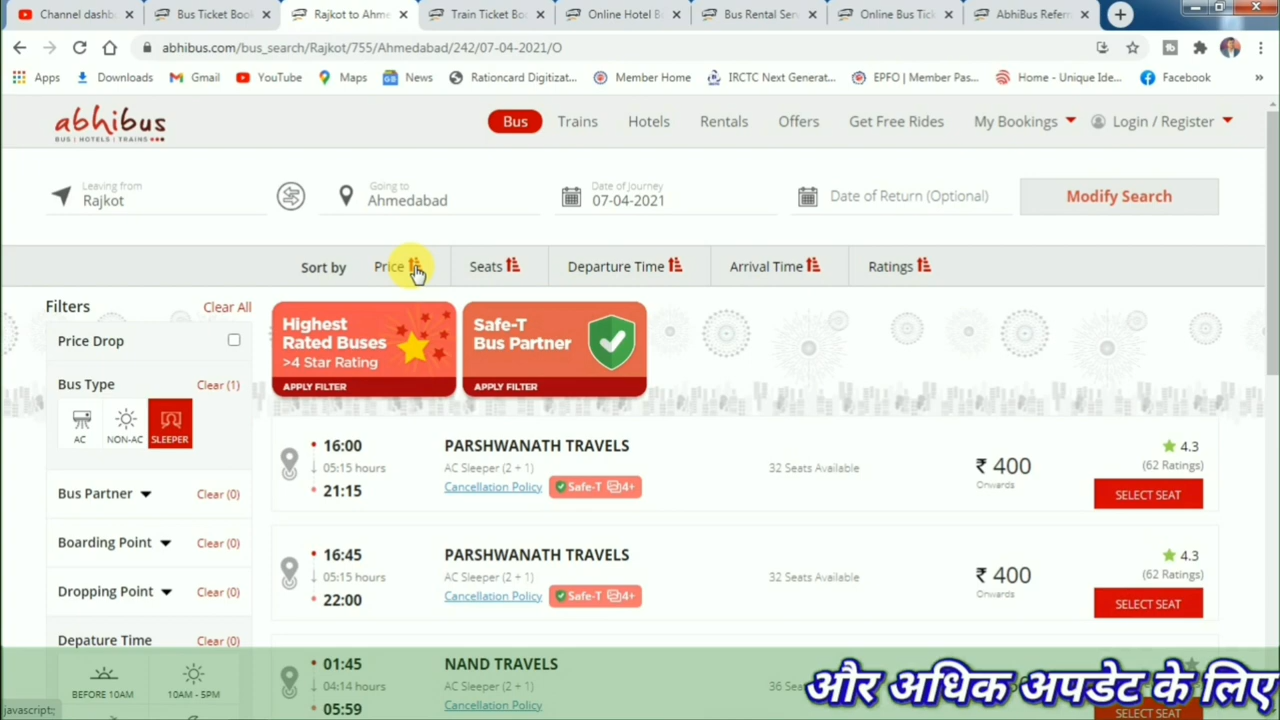 Channel dashb
Bus Ticket Book
Rajkot to Ahme
Train Ticket Bo
Online Hotel B
Bus Rental Ser
Online Bus Tic
AbhiBus Refer
abhibus.com/bus_search/Rajkot/755/Ahmedabad/242/07-04-2021/O
Apps
Downloads
Gmail
YouTube
Maps
News
Rationcard Digitizat...
Member Home
IRCTC Next Generat...
EPFO | Member Pas...
Home - Unique Ide...
Facebook
»
abhibus
BUS | HOTELS | TRAINS
Bus
Trains
Hotels
Rentals
Offers
Get Free Rides
My Bookings
Login / Register
Leaving from
Rajkot
Going to
Ahmedabad
Date of Journey
07-04-2021
Date of Return (Optional)
Modify Search
Sort by
Price
Seats
Departure Time
Arrival Time
Ratings
Filters
Clear All
Price Drop
Bus Type
Clear (1)
AC
NON-AC
SLEEPER
Bus Partner
Clear (0)
Boarding Point
Clear (0)
Dropping Point
Clear (0)
Depature Time
Clear (0)
BEFORE 10AM
10AM - 5PM
Highest
Rated Buses
>4 Star Rating
APPLY FILTER
Safe-T
Bus Partner
APPLY FILTER
16:00
05:15 hours
21:15
PARSHWANATH TRAVELS
AC Sleeper (2 + 1)
Cancellation Policy
Safe-T 4+
32 Seats Available
₹ 400
Onwards
4.3
(62 Ratings)
SELECT SEAT
16:45
05:15 hours
22:00
PARSHWANATH TRAVELS
AC Sleeper (2 + 1)
Cancellation Policy
Safe-T 4+
32 Seats Available
₹ 400
Onwards
4.3
(62 Ratings)
SELECT SEAT
01:45
04:14 hours
05:59
NAND TRAVELS
AC Sleeper (2 + 1)
Cancellation Policy
SELECT SEAT
और अधिक अपडेट के लिए
javascript:;